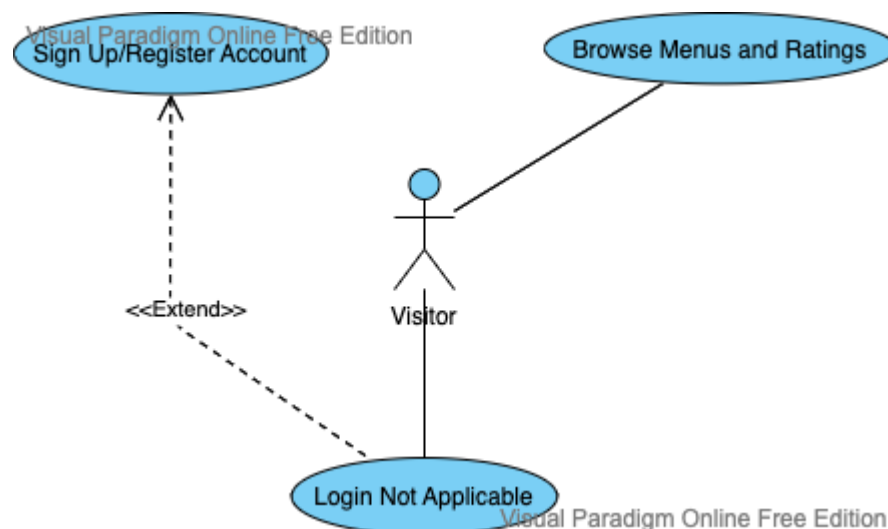 Visual Paradigm Online Free Edition
Sign Up/Register Account
Browse Menus and Ratings
<<Extend>>
Visitor
Login Not Applicable
Visual Paradigm Online Free Edition